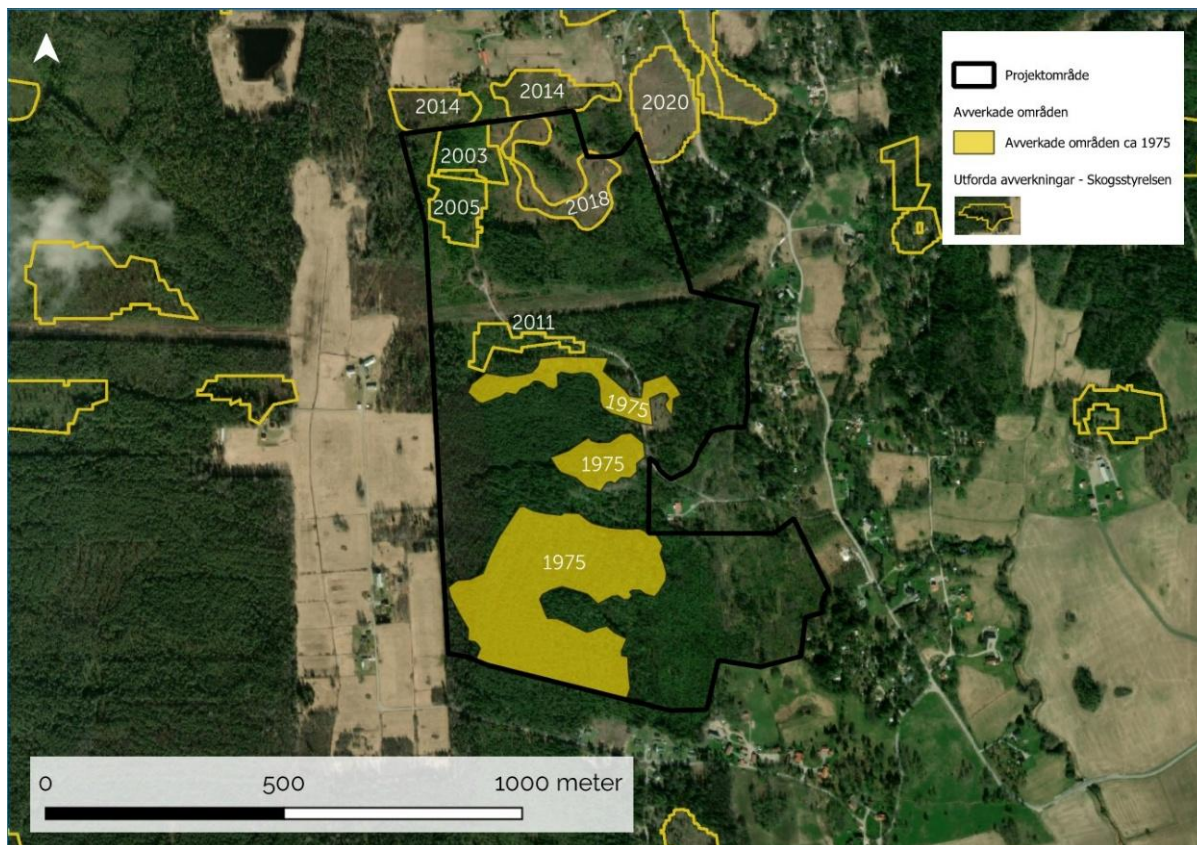 2014
2014
2020
2003
2005
2018
2011
1975
1975
1975
Projektområde
Avverkade områden
Avverkade områden ca 1975
Utforda avverkningar - Skogsstyrelsen
0 500 1000 meter